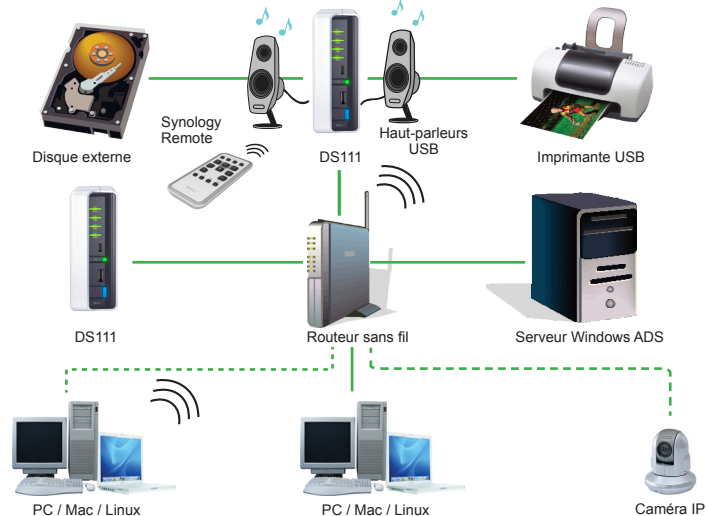 Synology
Remote
Haut-parleurs
USB
Disque externe
DS111
Imprimante USB
DS111
Routeur sans fil
Serveur Windows ADS
PC / Mac / Linux
PC / Mac / Linux
Caméra IP